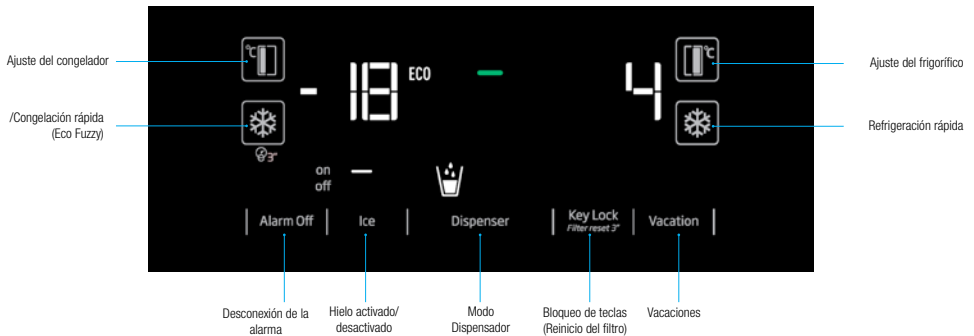 Ajuste del congelador
°C
- 18 ECO
4
°C
Ajuste del frigorífico
/Congelación rápida
(Eco Fuzzy)
3"
Refrigeración rápida
on
off
Alarm Off
Ice
Dispenser
Key Lock
Filter reset 3"
Vacation
Desconexión de la
alarma
Hielo activado/
desactivado
Modo
Dispensador
Bloqueo de teclas
(Reinicio del filtro)
Vacaciones